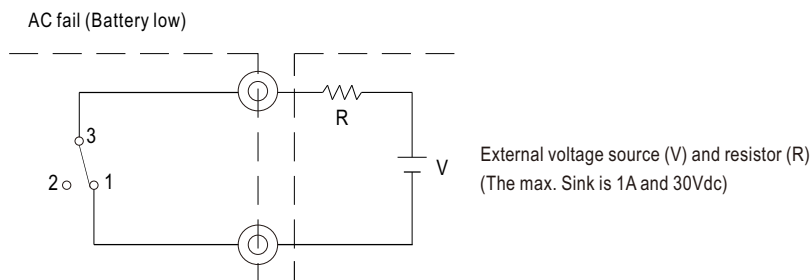 AC fail (Battery low)
R
3
External voltage source (V) and resistor (R)
V
2 1
(The max. Sink is 1A and 30Vdc)